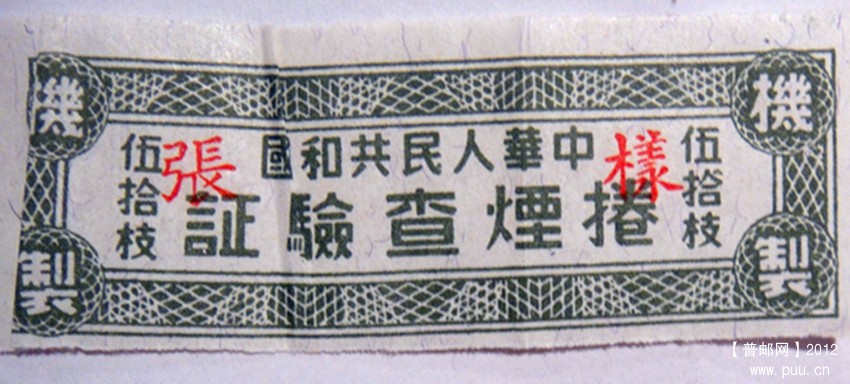 中華人民共和國
捲煙查驗証
樣張
機製
伍拾枝
機製
伍拾枝
【普邮网】2012
www.puu.cn